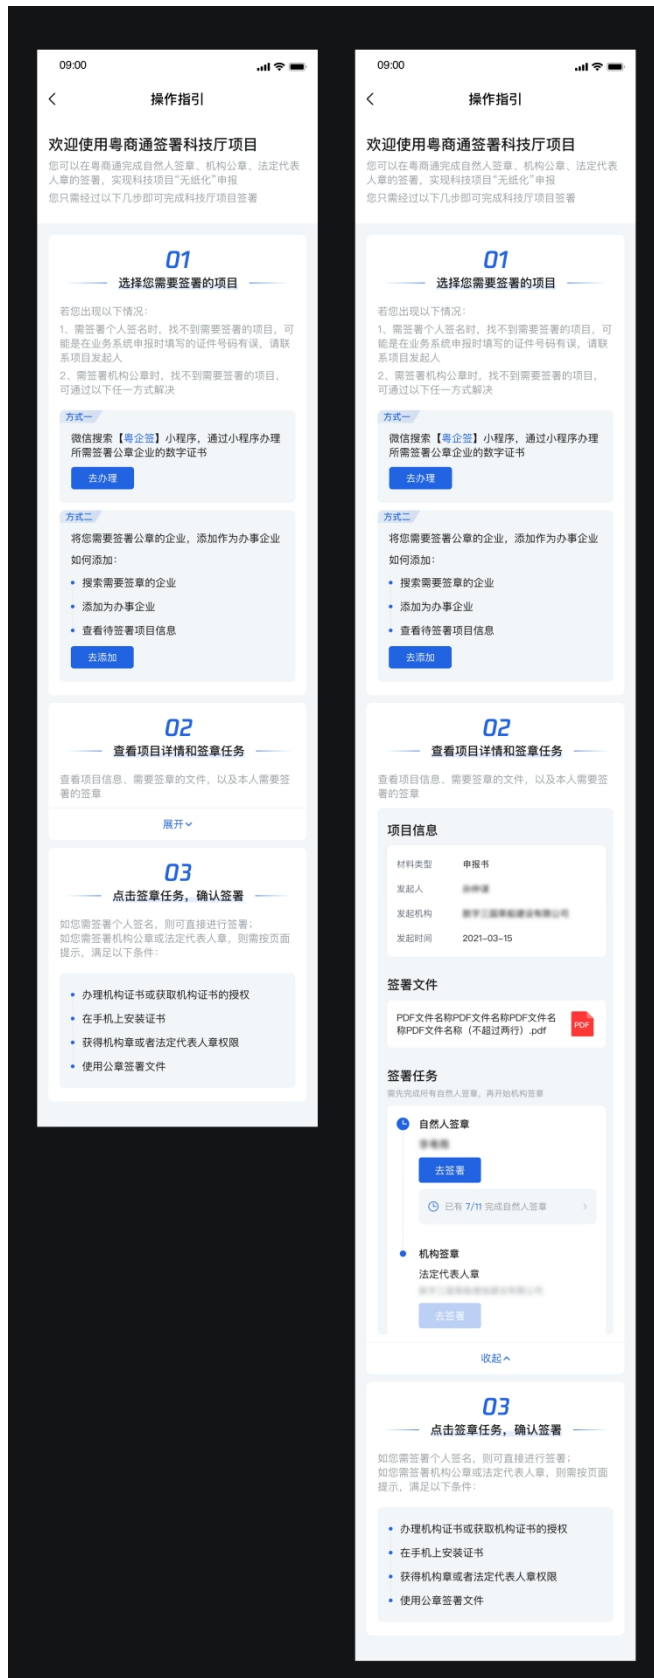 09:00
操作指引
欢迎使用粤商通签署科技厅项目
您可以在粤商通完成自然人签章、机构公章、法定代表
人章的签署，实现科技项目“无纸化”申报
您只需经过以下几步即可完成科技厅项目签署
01
选择您需要签署的项目
若您出现以下情况：
1、需签署个人签名时，找不到需要签署的项目，可
能是在业务系统申报时填写的证件号码有误，请联
系项目发起人
2、需签署机构公章时，找不到需要签署的项目，
可通过以下任一方式解决
方式一
微信搜索【粤企签】小程序，通过小程序办理
所需签署公章企业的数字证书
去办理
方式二
将您需要签署公章的企业，添加作为办事企业
如何添加：
搜索需要签章的企业
添加为办事企业
查看待签署项目信息
去添加
02
查看项目详情和签章任务
查看项目信息、需要签章的文件，以及本人需要签
署的签章
展开
03
点击签章任务，确认签署
如您需签署个人签名，则可直接进行签署；
如您需签署机构公章或法定代表人章，则需按页面
提示，满足以下条件：
办理机构证书或获取机构证书的授权
在手机上安装证书
获得机构章或者法定代表人章权限
使用公章签署文件
09:00
操作指引
欢迎使用粤商通签署科技厅项目
您可以在粤商通完成自然人签章、机构公章、法定代表
人章的签署，实现科技项目“无纸化”申报
您只需经过以下几步即可完成科技厅项目签署
01
选择您需要签署的项目
若您出现以下情况：
1、需签署个人签名时，找不到需要签署的项目，可
能是在业务系统申报时填写的证件号码有误，请联
系项目发起人
2、需签署机构公章时，找不到需要签署的项目，
可通过以下任一方式解决
方式一
微信搜索【粤企签】小程序，通过小程序办理
所需签署公章企业的数字证书
去办理
方式二
将您需要签署公章的企业，添加作为办事企业
如何添加：
搜索需要签章的企业
添加为办事企业
查看待签署项目信息
去添加
02
查看项目详情和签章任务
查看项目信息、需要签章的文件，以及本人需要签
署的签章
项目信息
材料类型 申报书
发起人
发起机构
发起时间 2021-03-15
签署文件
PDF文件名称PDF文件名称PDF文件名
称PDF文件名称（不超过两行）.pdf
PDF
签署任务
需先完成所有自然人签章，再开始机构签章
自然人签章
去签署
已有 7/11 完成自然人签章
机构签章
法定代表人章
去签署
收起
03
点击签章任务，确认签署
如您需签署个人签名，则可直接进行签署；
如您需签署机构公章或法定代表人章，则需按页面
提示，满足以下条件：
办理机构证书或获取机构证书的授权
在手机上安装证书
获得机构章或者法定代表人章权限
使用公章签署文件